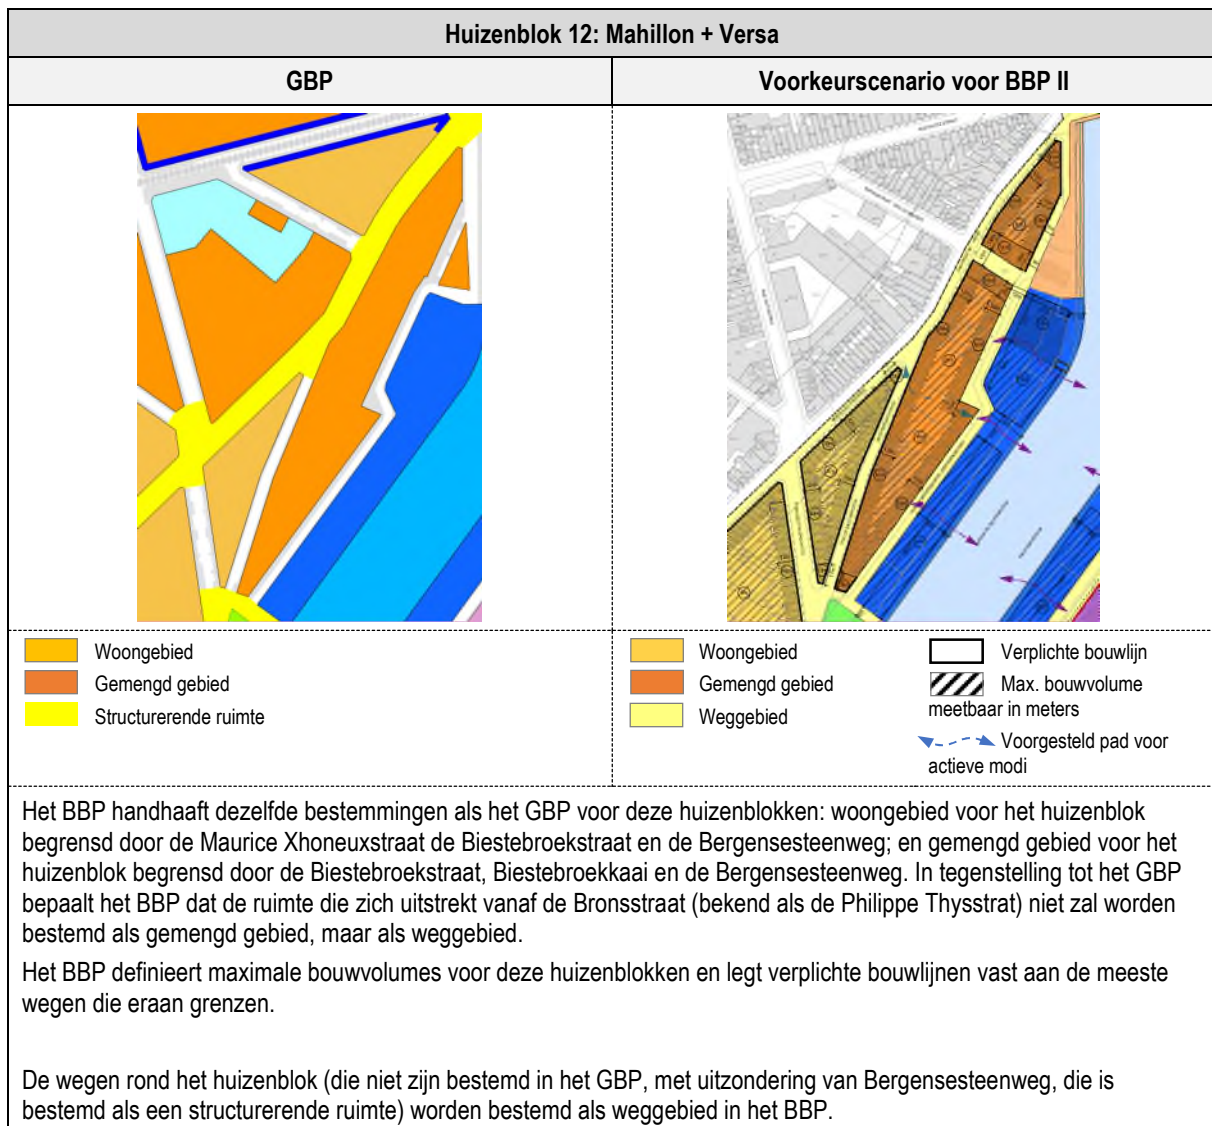 Huizenblok 12: Mahillon + Versa
GBP
Voorkeurscenario voor BBP II
Woongebied
Gemengd gebied
Structurerende ruimte
Woongebied
Gemengd gebied
Weggebied
Verplichte bouwlijn
Max. bouwvolume
meetbaar in meters
Voorgesteld pad voor
actieve modi
Het BBP handhaaft dezelfde bestemmingen als het GBP voor deze huizenblokken: woongebied voor het huizenblok
begrensd door de Maurice Xhoneuxstraat de Biestebroekstraat en de Bergensesteenweg; en gemengd gebied voor het
huizenblok begrensd door de Biestebroekstraat, Biestebroekkaai en de Bergensesteenweg. In tegenstelling tot het GBP
bepaalt het BBP dat de ruimte die zich uitstrekt vanaf de Bronsstraat (bekend als de Philippe Thysstrat) niet zal worden
bestemd als gemengd gebied, maar als weggebied.
Het BBP definieert maximale bouwvolumes voor deze huizenblokken en legt verplichte bouwlijnen vast aan de meeste
wegen die eraan grenzen.
De wegen rond het huizenblok (die niet zijn bestemd in het GBP, met uitzondering van Bergensesteenweg, die is
bestemd als een structurerende ruimte) worden bestemd als weggebied in het BBP.